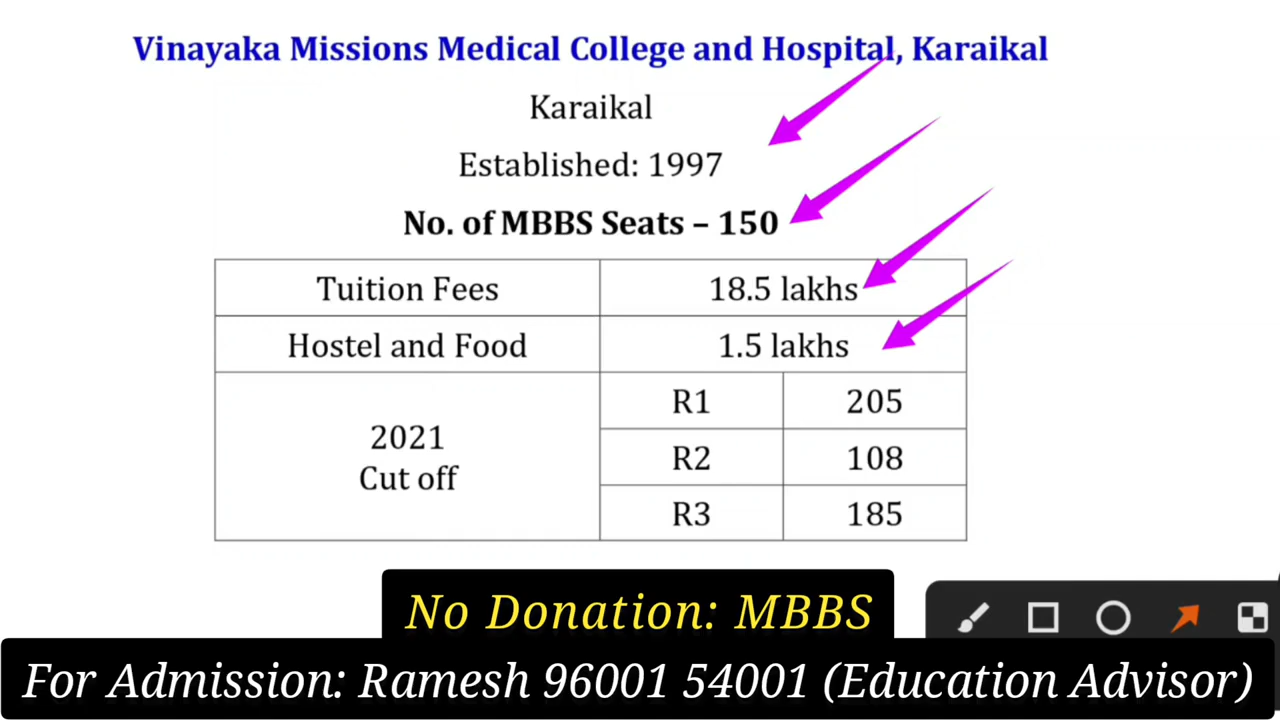 Vinayaka Missions Medical College and Hospital, Karaikal
Karaikal
Established: 1997
No. of MBBS Seats – 150
Tuition Fees 18.5 lakhs
Hostel and Food 1.5 lakhs
2021
Cut off
R1 205
R2 108
R3 185
No Donation: MBBS
For Admission: Ramesh 96001 54001 (Education Advisor)